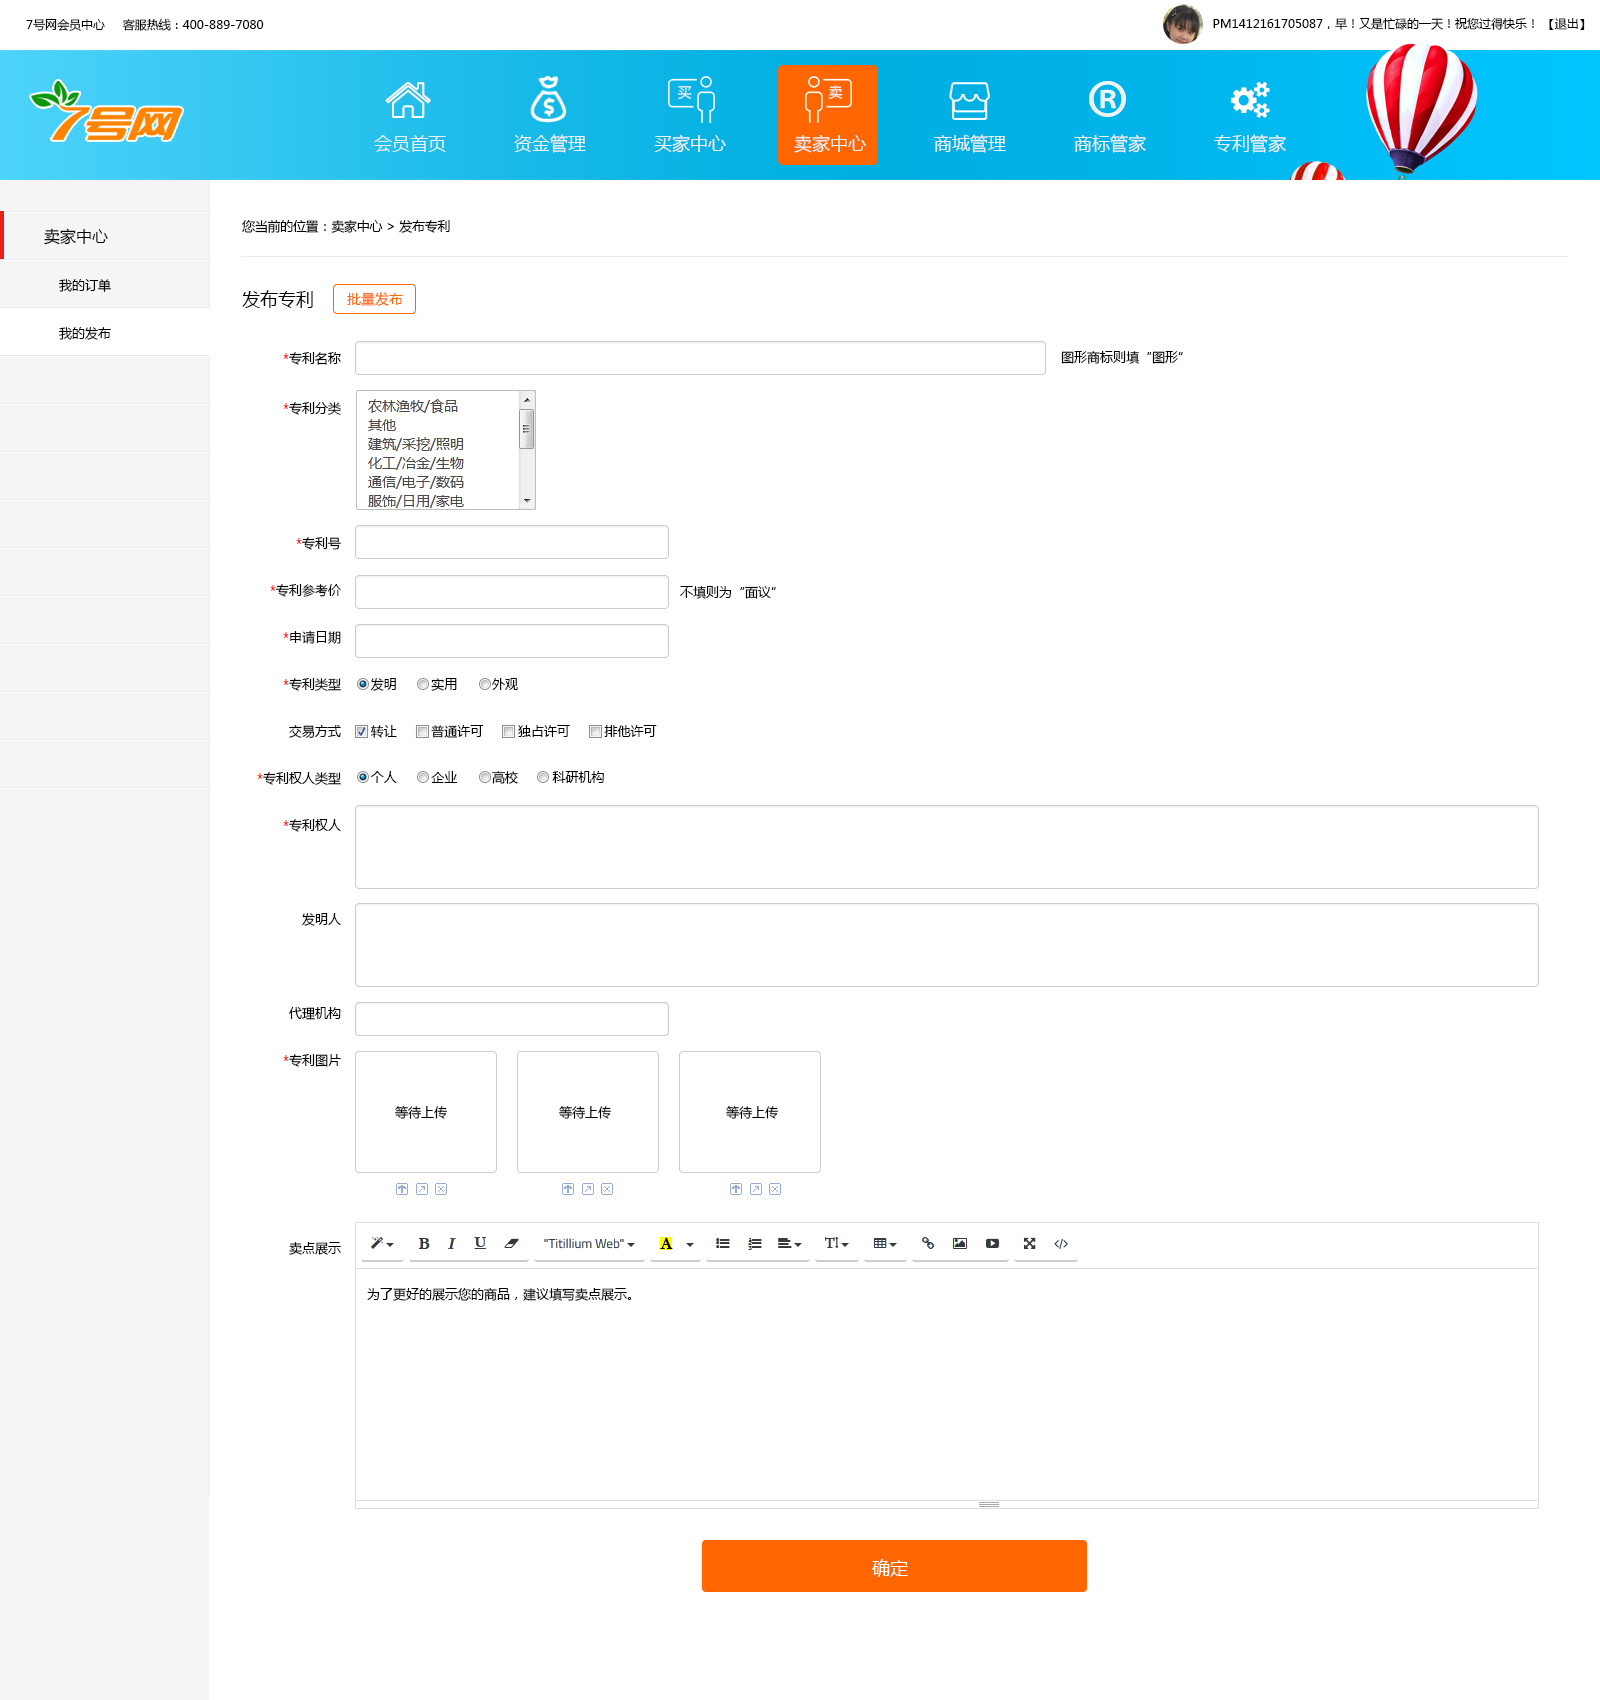 7号网会员中心 客服热线：400-889-7080
PM1412161705087，早！又是忙碌的一天！祝您过得快乐！ 【退出】
7号网
会员首页
资金管理
买
买家中心
卖
卖家中心
商城管理
R
商标管家
专利管家
卖家中心
我的订单
我的发布
您当前的位置：卖家中心 > 发布专利
发布专利 批量发布
*专利名称 图形商标则填“图形”
*专利分类
农林渔牧/食品
其他
建筑/采挖/照明
化工/冶金/生物
通信/电子/数码
服饰/日用/家电
*专利号
*专利参考价 不填则为“面议”
*申请日期
*专利类型 发明 实用 外观
交易方式 转让 普通许可 独占许可 排他许可
*专利权人类型 个人 企业 高校 科研机构
*专利权人
发明人
代理机构
*专利图片
等待上传 等待上传 等待上传
卖点展示 B I U "Titillium Web" A TI </>
为了更好的展示您的商品，建议填写卖点展示。
确定